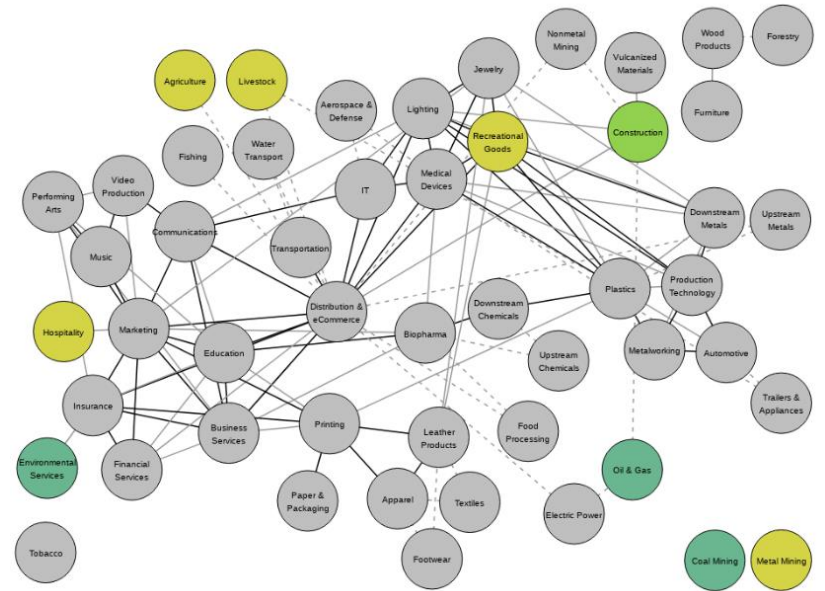 Wood
Products
Forestry
Nonmetal
Mining
Vulcanized
Materials
Jewelry
Agriculture
Livestock
Aerospace &
Defense
Lighting
Furniture
Construction
Recreational
Goods
Fishing
Water
Transport
Medical
Devices
IT
Video
Production
Performing
Arts
Communications
Downstream
Metals
Upstream
Metals
Music
Transportation
Plastics
Production
Technology
Distribution &
eCommerce
Downstream
Chemicals
Hospitality
Marketing
Education
Biopharma
Upstream
Chemicals
Metalworking
Automotive
Insurance
Trailers &
Appliances
Business
Services
Printing
Leather
Products
Food
Processing
Environmental
Services
Financial
Services
Oil & Gas
Paper &
Packaging
Apparel
Textiles
Electric Power
Tobacco
Footwear
Coal Mining
Metal Mining